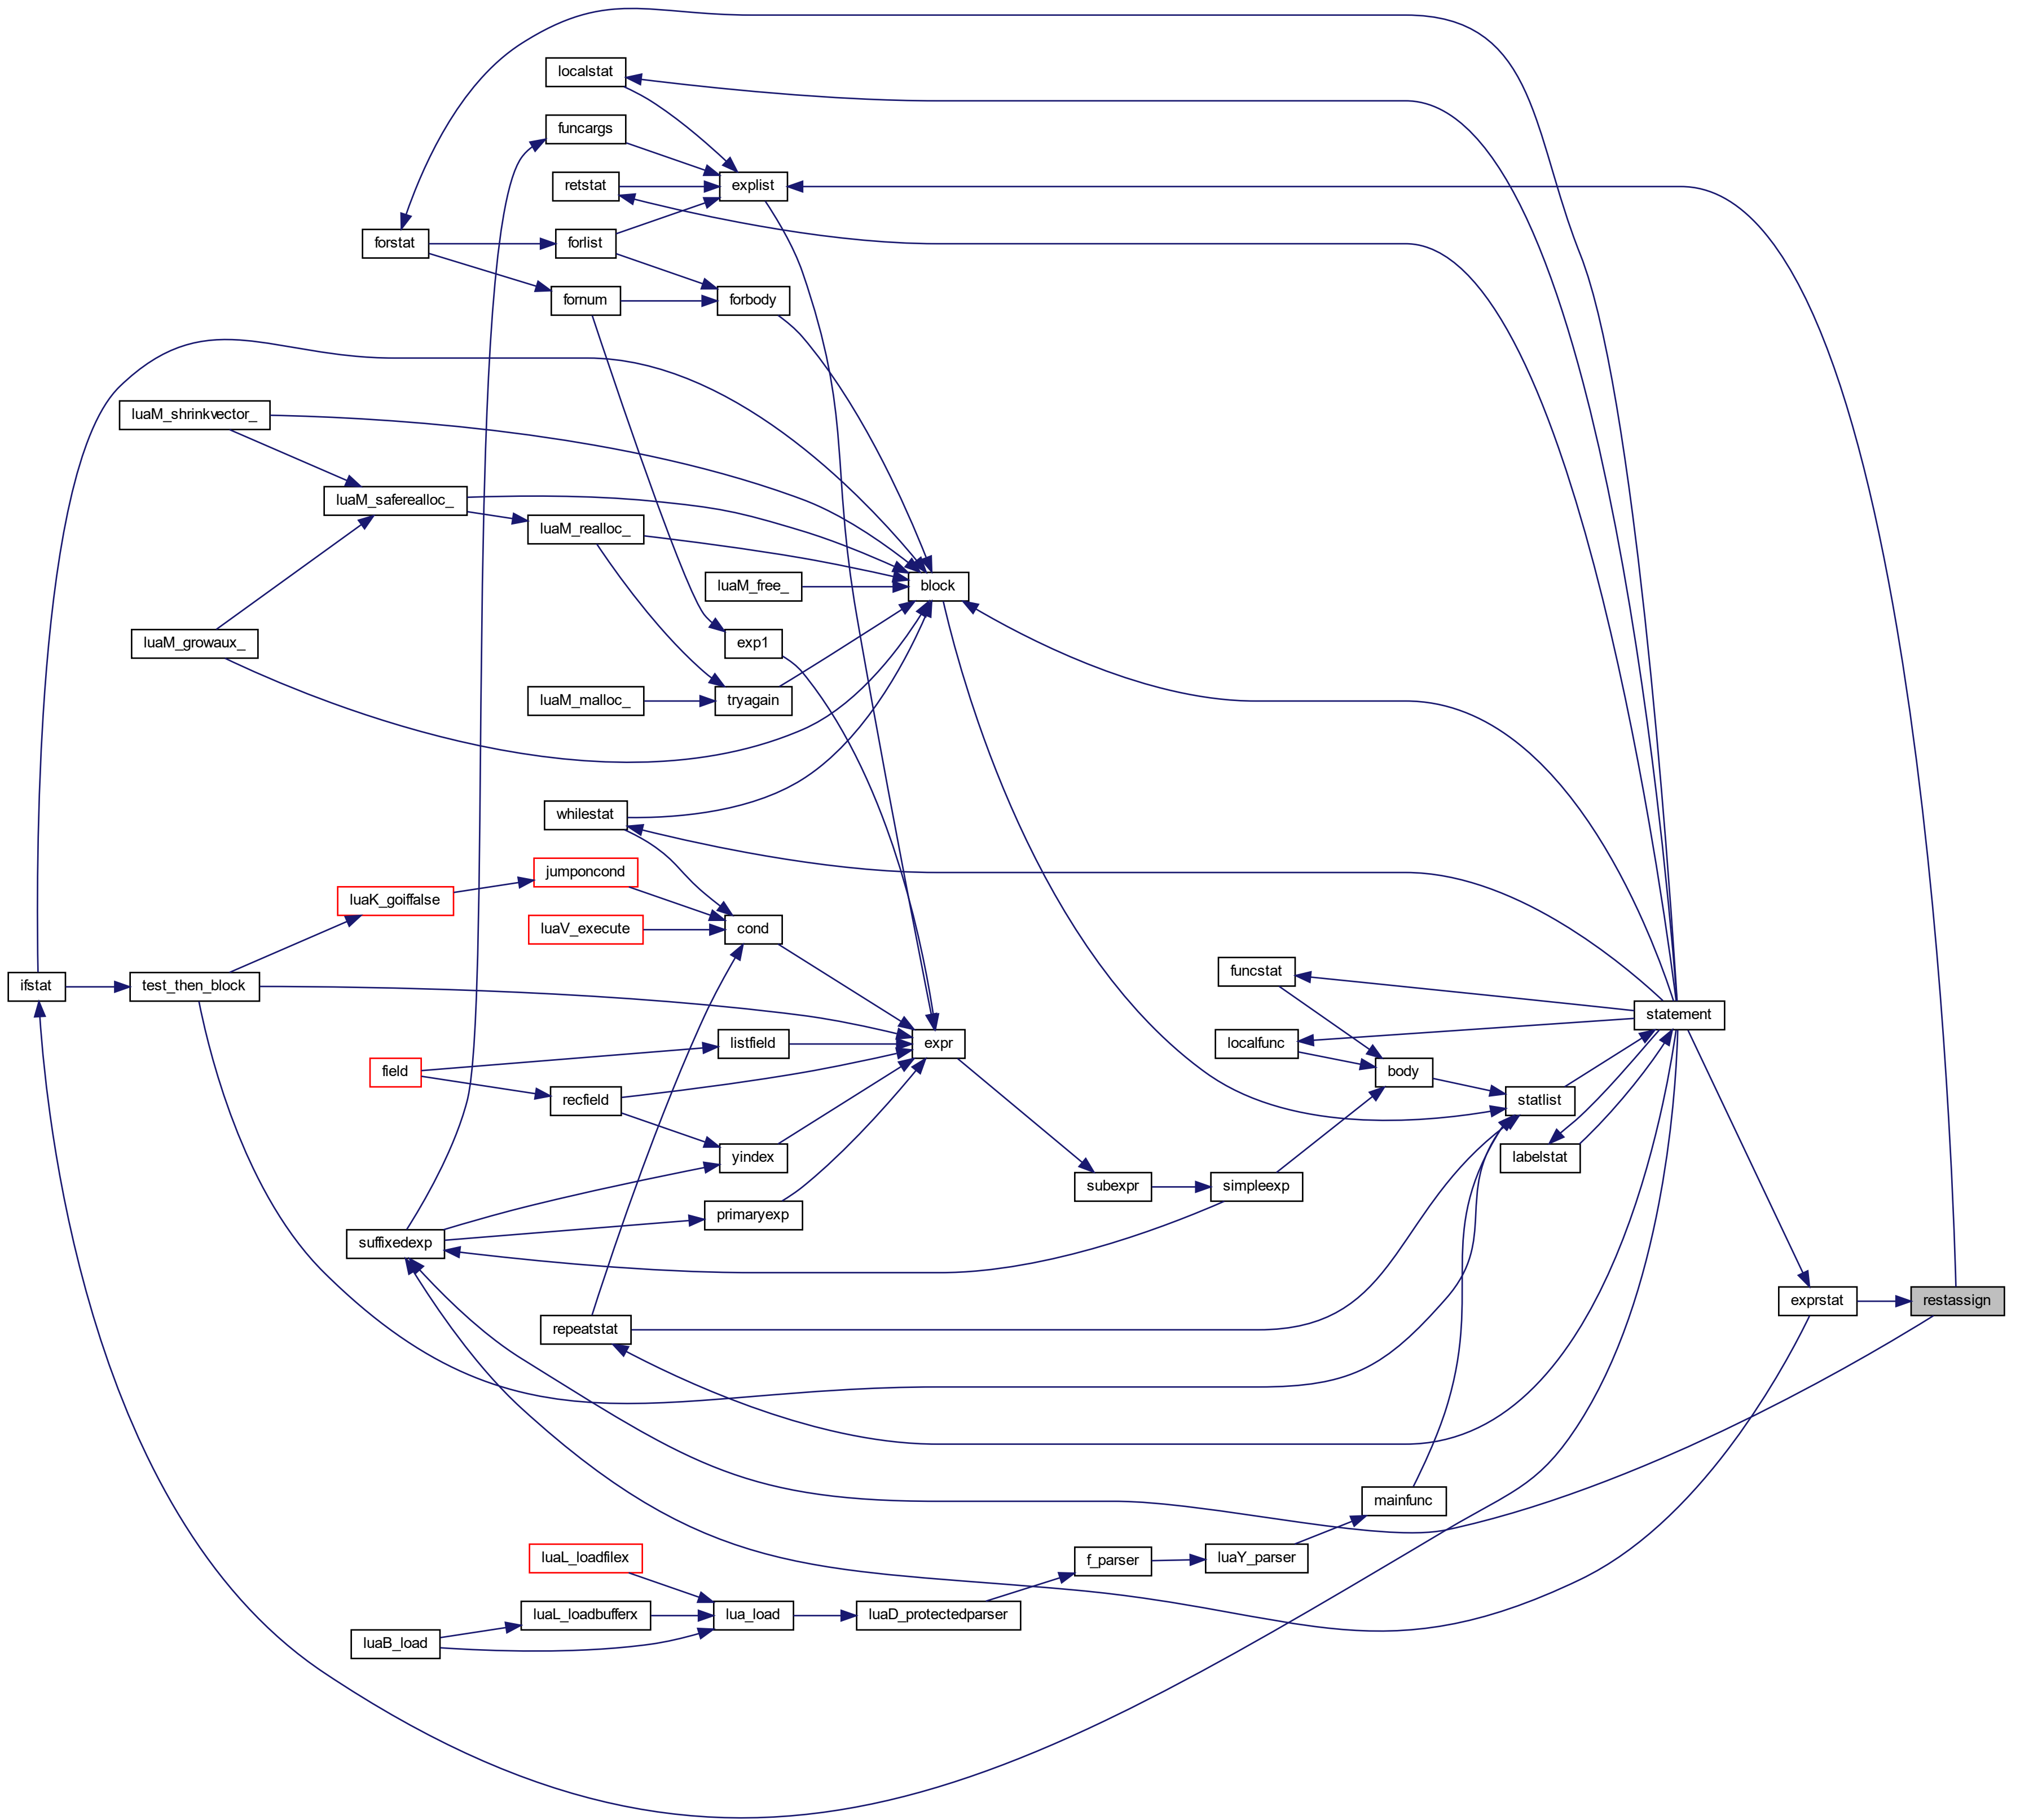 localstat
funcargs
retstat
explist
forstat
forlist
fornum
forbody
luaM_shrinkvector_
luaM_saferealloc_
luaM_realloc_
luaM_free_
block
luaM_growaux_
exp1
luaM_malloc_
tryagain
whilestat
jumponcond
luaK_goiffalse
luaV_execute
cond
ifstat
test_then_block
funcstat
statement
listfield
expr
localfunc
field
recfield
body
statlist
yindex
labelstat
subexpr
simpleexp
primaryexp
suffixedexp
repeatstat
exprstat
restassign
mainfunc
luaL_loadfilex
f_parser
luaY_parser
luaL_loadbufferx
lua_load
luaD_protectedparser
luaB_load